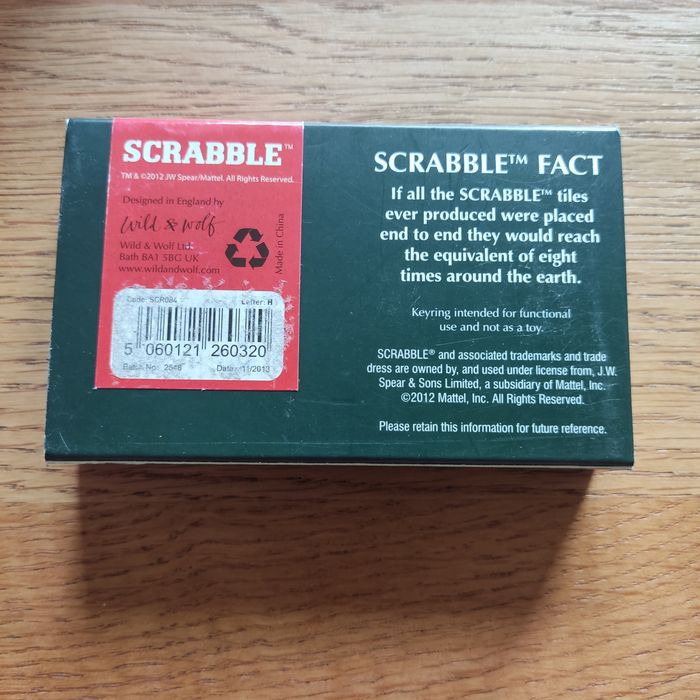 SCRABBLE™
TM & ©2012 JW Spear/Mattel. All Rights Reserved.
Designed in England by
Wild & Wolf
Wild & Wolf Ltd.
Bath BA1 5BG UK
www.wildandwolf.com
Made in China
Code: SCR084
Letter: H
5 060121 260320
Batch No: 2548
Date: 11/2013
SCRABBLE™ FACT
If all the SCRABBLE™ tiles
ever produced were placed
end to end they would reach
the equivalent of eight
times around the earth.
Keyring intended for functional
use and not as a toy.
SCRABBLE® and associated trademarks and trade
dress are owned by, and used under license from, J.W.
Spear & Sons Limited, a subsidiary of Mattel, Inc.
©2012 Mattel, Inc. All Rights Reserved.
Please retain this information for future reference.